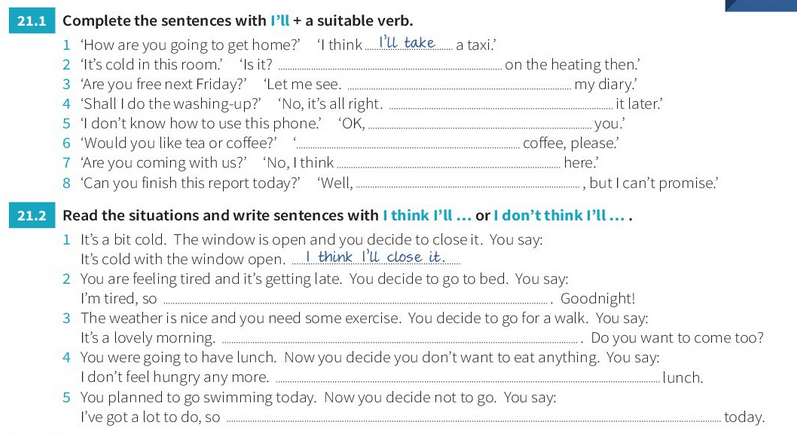 21.1 Complete the sentences with I’ll + a suitable verb.
1 ‘How are you going to get home?’ ‘I think I’ll take a taxi.’
2 ‘It’s cold in this room.’ ‘Is it? ........ on the heating then.’
3 ‘Are you free next Friday?’ ‘Let me see. ........ my diary.’
4 ‘Shall I do the washing-up?’ ‘No, it’s all right. ........ it later.’
5 ‘I don’t know how to use this phone.’ ‘OK, ........ you.’
6 ‘Would you like tea or coffee?’ ‘........ coffee, please.’
7 ‘Are you coming with us?’ ‘No, I think ........ here.’
8 ‘Can you finish this report today?’ ‘Well, ........ , but I can’t promise.’
21.2 Read the situations and write sentences with I think I’ll ... or I don’t think I’ll ... .
1 It’s a bit cold. The window is open and you decide to close it. You say:
It’s cold with the window open. I think I’ll close it.
2 You are feeling tired and it’s getting late. You decide to go to bed. You say:
I’m tired, so ........ . Goodnight!
3 The weather is nice and you need some exercise. You decide to go for a walk. You say:
It’s a lovely morning. ........ . Do you want to come too?
4 You were going to have lunch. Now you decide you don’t want to eat anything. You say:
I don’t feel hungry any more. ........ lunch.
5 You planned to go swimming today. Now you decide not to go. You say:
I’ve got a lot to do, so ........ today.